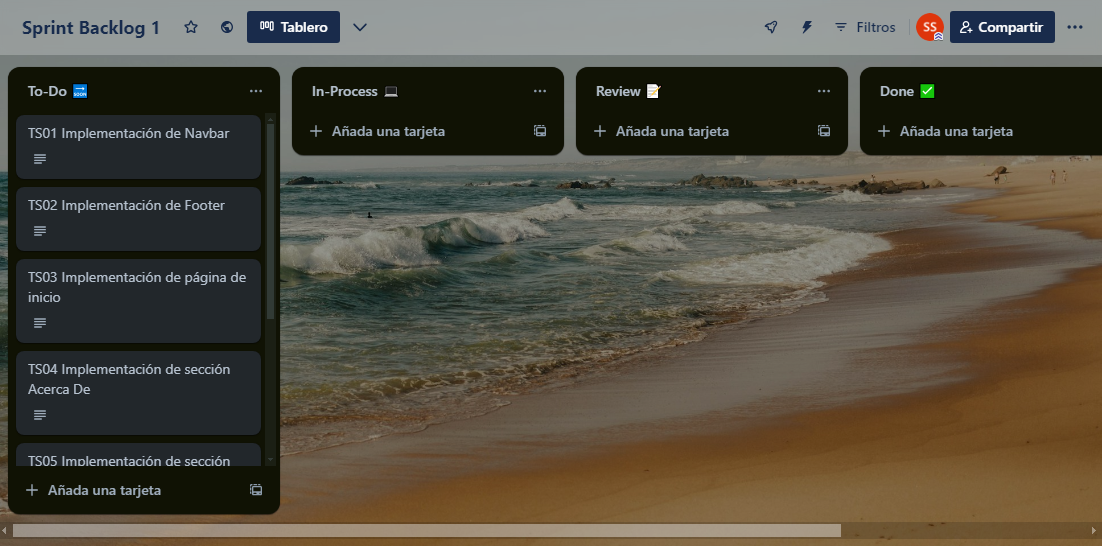 Sprint Backlog 1
Tablero
Filtros
SS
Compartir
To-Do
SOON
TS01 Implementación de Navbar
TS02 Implementación de Footer
TS03 Implementación de página de
inicio
TS04 Implementación de sección
Acerca De
TS05 Implementación de sección
Añada una tarjeta
In-Process
Añada una tarjeta
Review
Añada una tarjeta
Done
Añada una tarjeta